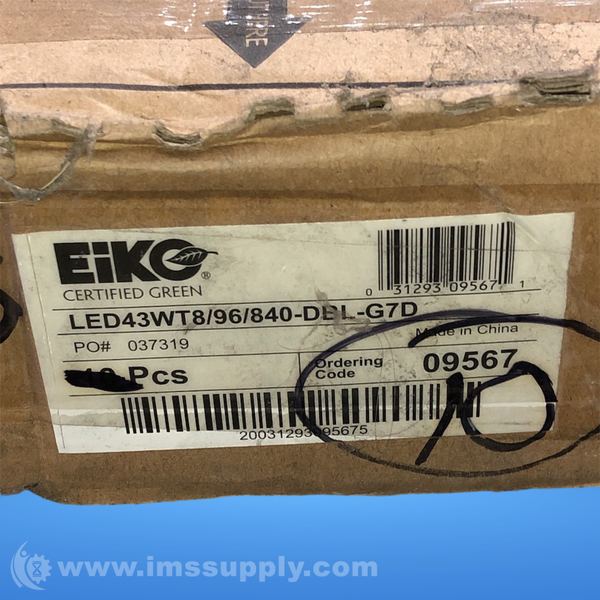 EiKO®
CERTIFIED GREEN
0 31293 09567 1
LED43WT8/96/840-DBL-G7D
Made in China
PO# 037319
Pcs
Ordering Code 09567
10
20031293095675
www.imssupply.com